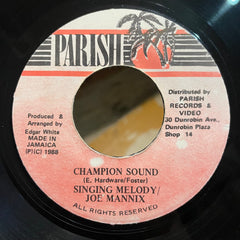 PARISH
Produced &
Arranged by
Edgar White
MADE IN
JAMAICA
(P)(C) 1988
Distributed by
PARISH
RECORDS &
VIDEO
30 Dunrobin Ave.
Dunrobin Plaza
Shop 14
CHAMPION SOUND
(E. Hardware/Foster)
SINGING MELODY/
JOE MANNIX
ALL RIGHTS RESERVED